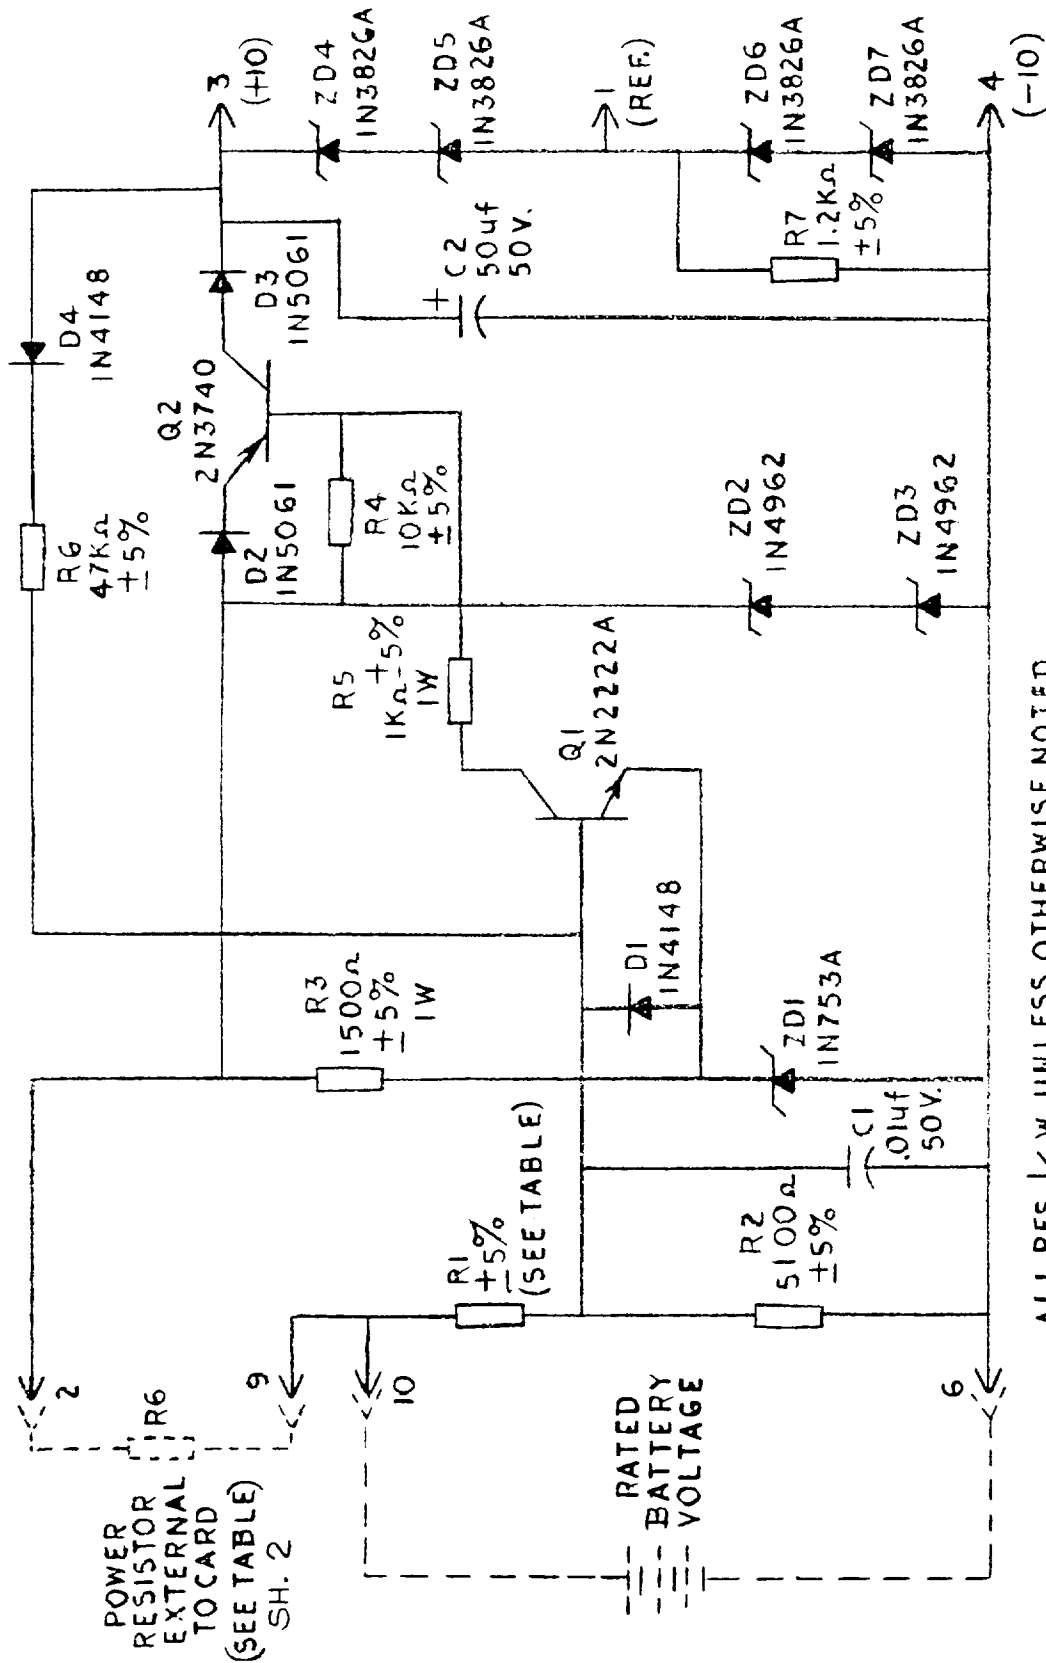 POWER
RESISTOR
EXTERNAL
TO CARD
(SEE TABLE)
SH. 2
R6
2
9
10
RATED
BATTERY
VOLTAGE
6
R1
±5%
(SEE TABLE)
R2
5100Ω
±5%
C1
.01uf
50V.
R3
1500Ω
±5%
1W
ZD1
1N753A
D1
1N4148
Q1
2N2222A
R5
1KΩ ±5%
1W
R6
47KΩ
±5%
D4
1N4148
D2
1N5061
Q2
2N3740
D3
1N5061
R4
10KΩ
±5%
ZD2
1N4962
ZD3
1N4962
+
C2
50uf
50V.
R7
1.2KΩ
±5%
3
(+10)
ZD4
1N3826A
ZD5
1N3826A
1
(REF.)
ZD6
1N3826A
ZD7
1N3826A
4
(-10)
UNLESS OTHERWISE NOTED